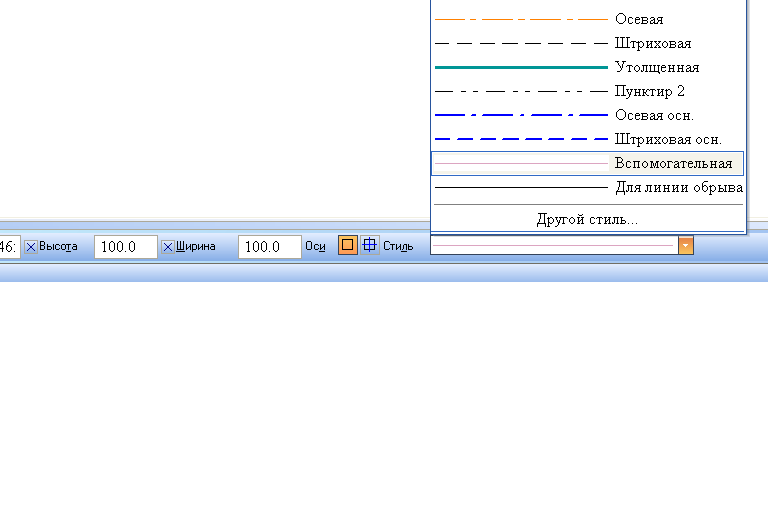 Осевая
Штриховая
Утолщенная
Пунктир 2
Осевая осн.
Штриховая осн.
Вспомогательная
Для линии обрыва
Другой стиль...
46: Высота 100.0 Ширина 100.0 Оси Стиль